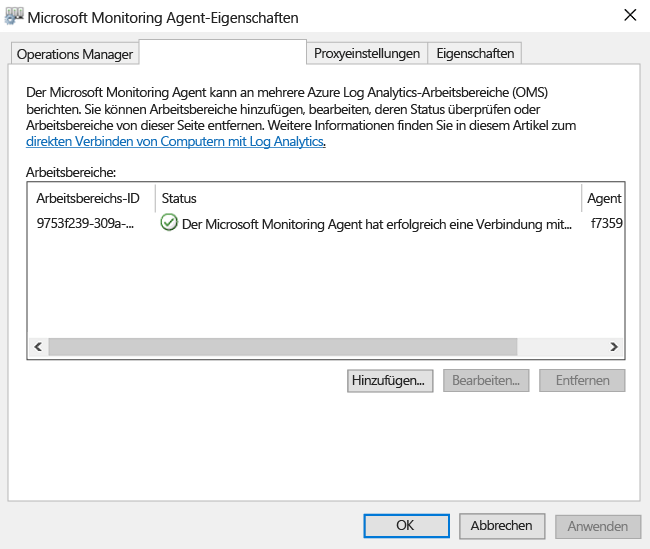 Microsoft Monitoring Agent-Eigenschaften
Operations Manager
Proxyeinstellungen
Eigenschaften
Der Microsoft Monitoring Agent kann an mehrere Azure Log Analytics-Arbeitsbereiche (OMS)
berichten. Sie können Arbeitsbereiche hinzufügen, bearbeiten, deren Status überprüfen oder
Arbeitsbereiche von dieser Seite entfernen. Weitere Informationen finden Sie in diesem Artikel zum
direkten Verbinden von Computern mit Log Analytics.
Arbeitsbereiche:
Arbeitsbereichs-ID Status Agent
9753f239-309a-... Der Microsoft Monitoring Agent hat erfolgreich eine Verbindung mit... f7359
Hinzufügen... Bearbeiten... Entfernen
OK Abbrechen Anwenden